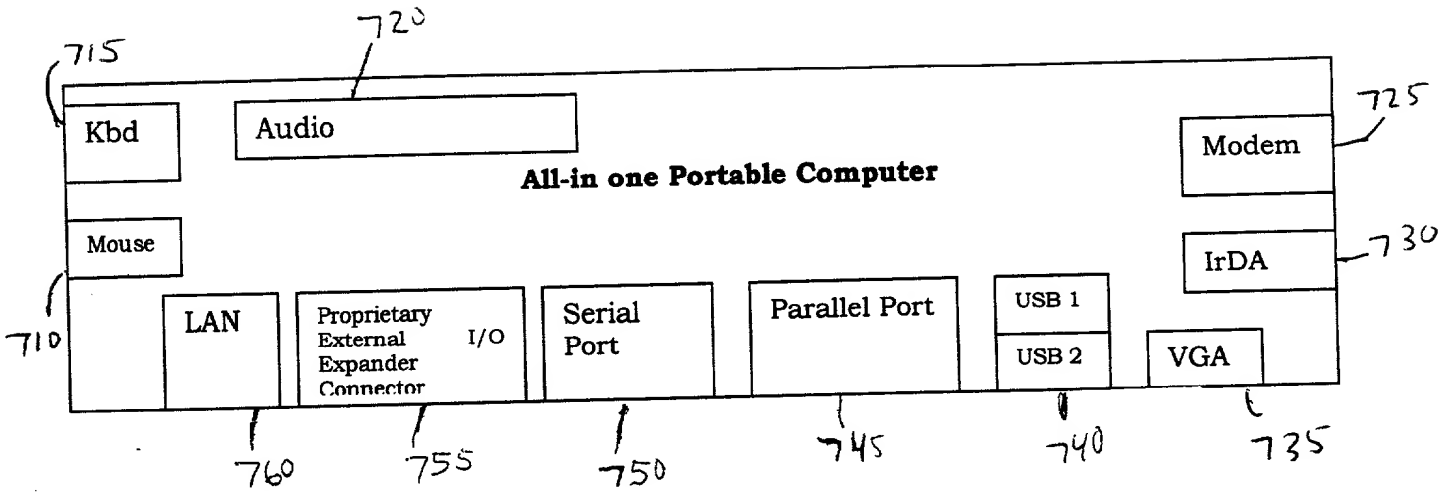 720
715
725
Kbd
Audio
Modem
All-in one Portable Computer
Mouse
730
IrDA
710
LAN
Proprietary
External I/O
Expander
Connector
Serial
Port
Parallel Port
USB 1
USB 2
VGA
760
755
750
745
740
735